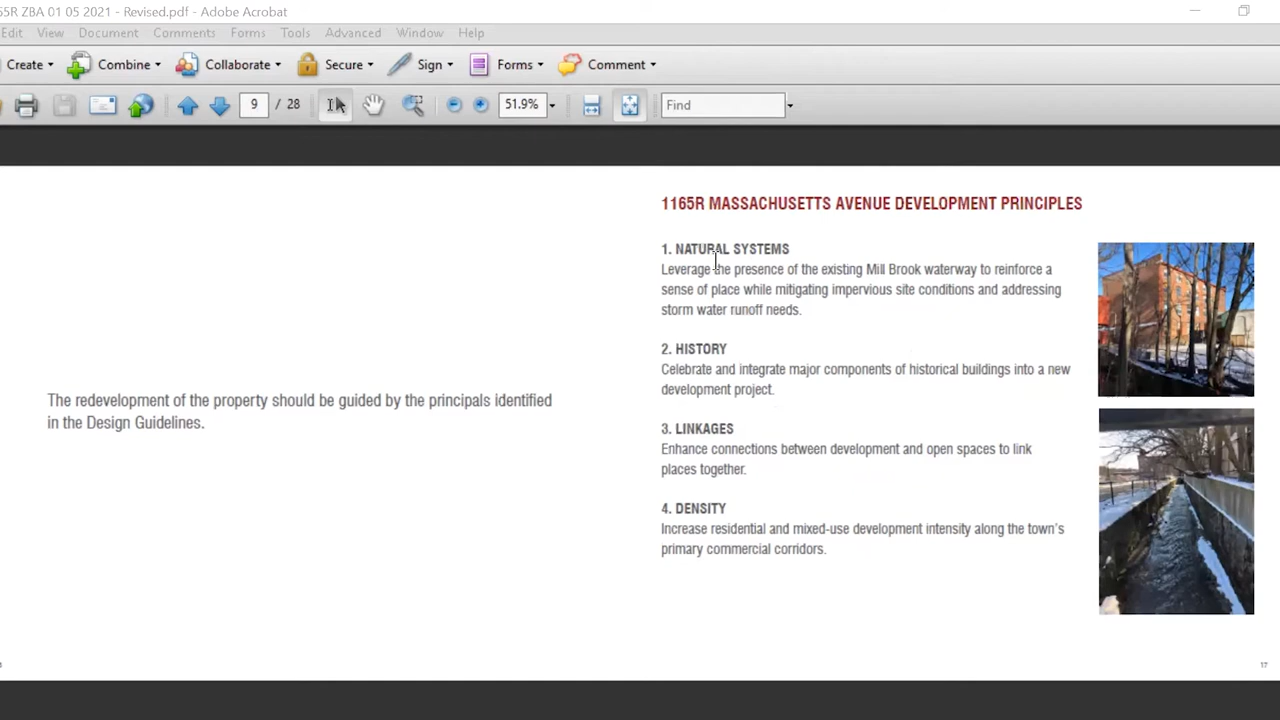 65R ZBA 01 05 2021 - Revised.pdf - Adobe Acrobat
Edit View Document Comments Forms Tools Advanced Window Help
Create Combine Collaborate Secure Sign Forms Comment
9 / 28 51.9% Find
1165R MASSACHUSETTS AVENUE DEVELOPMENT PRINCIPLES
1. NATURAL SYSTEMS
Leverage the presence of the existing Mill Brook waterway to reinforce a
sense of place while mitigating impervious site conditions and addressing
storm water runoff needs.
2. HISTORY
Celebrate and integrate major components of historical buildings into a new
development project.
The redevelopment of the property should be guided by the principals identified
in the Design Guidelines.
3. LINKAGES
Enhance connections between development and open spaces to link
places together.
4. DENSITY
Increase residential and mixed-use development intensity along the town's
primary commercial corridors.
17